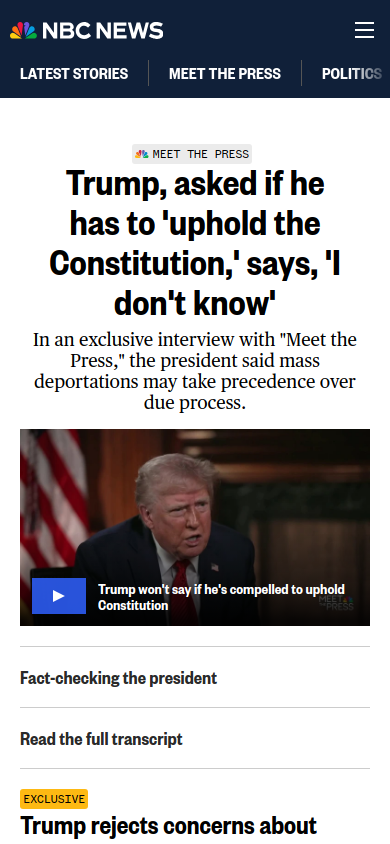 NBC NEWS
LATEST STORIES
MEET THE PRESS
POLITICS
MEET THE PRESS
Trump, asked if he
has to 'uphold the
Constitution,' says, 'I
don't know'
In an exclusive interview with "Meet the
Press," the president said mass
deportations may take precedence over
due process.
Trump won't say if he's compelled to uphold
Constitution
MEET THE PRESS
Fact-checking the president
Read the full transcript
EXCLUSIVE
Trump rejects concerns about